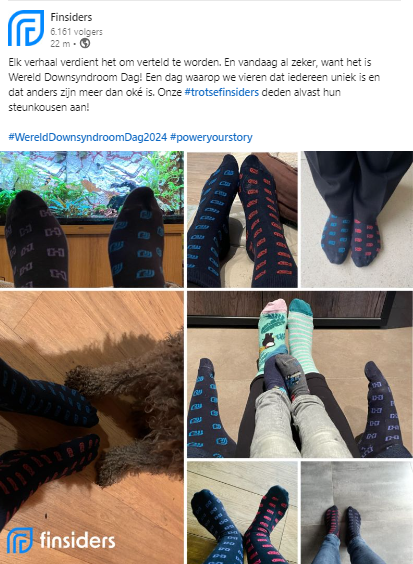 Finsiders
6.161 volgers
22 m •
Elk verhaal verdient het om verteld te worden. En vandaag al zeker, want het is
Wereld Downsyndroom Dag! Een dag waarop we vieren dat iedereen uniek is en
dat anders zijn meer dan oké is. Onze #trotsefinsiders deden alvast hun
steunkousen aan!
#WereldDownsyndroomDag2024 #poweryourstory
finsiders